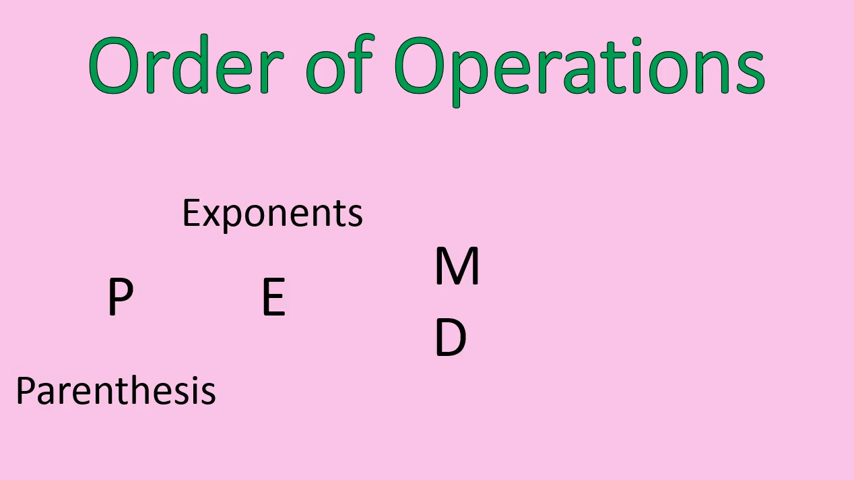 Order of Operations
Exponents
P E M
D
Parenthesis